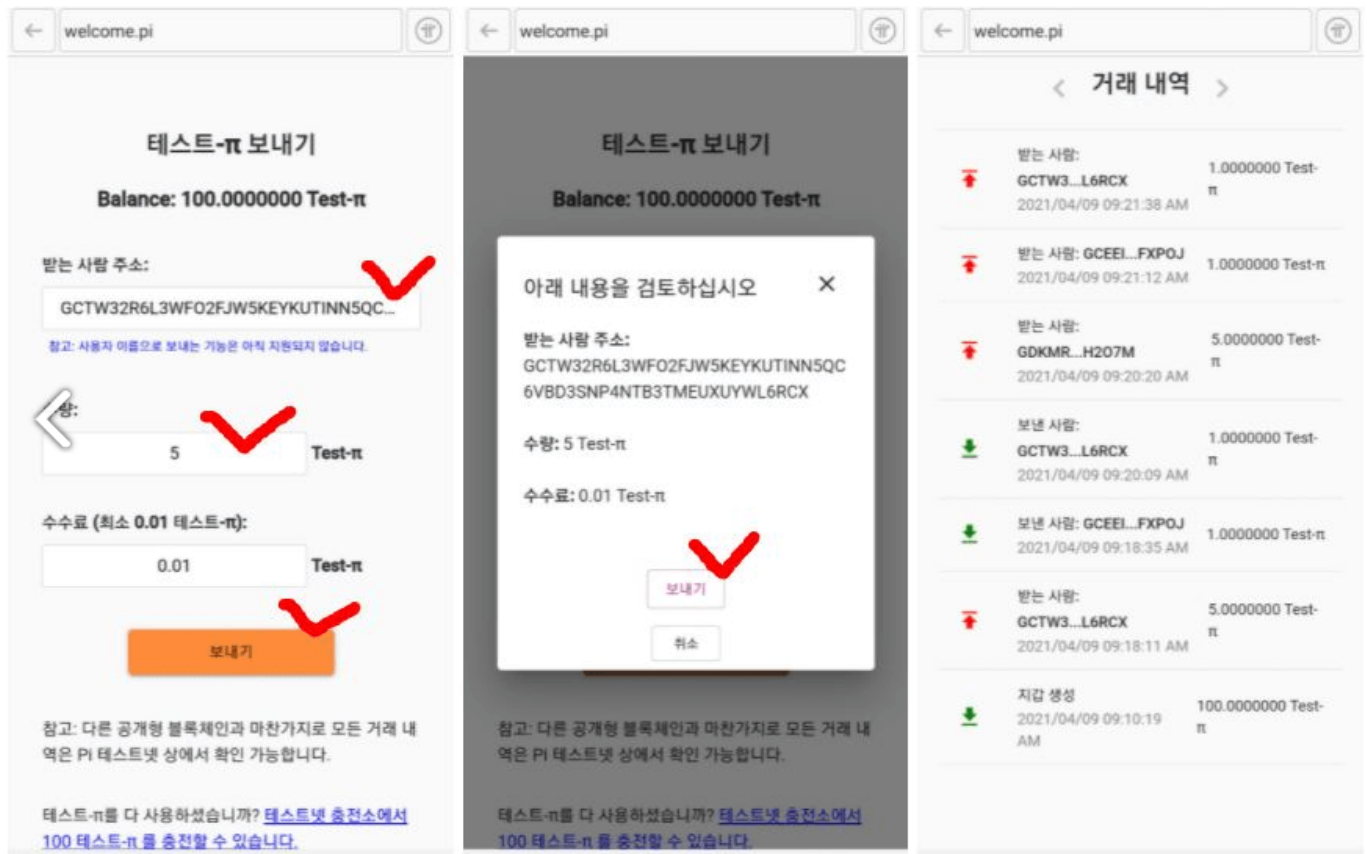 welcome.pi
테스트-π 보내기
Balance: 100.0000000 Test-π
받는 사람 주소:
GCTW32R6L3WFO2FJW5KEYKUTINN5QC...
참고: 사용자 이름으로 보내는 기능은 아직 지원되지 않습니다.
량:
5 Test-π
수수료 (최소 0.01 테스트-π):
0.01 Test-π
보내기
참고: 다른 공개형 블록체인과 마찬가지로 모든 거래 내
역은 Pi 테스트넷 상에서 확인 가능합니다.
테스트-π를 다 사용하셨습니까? 테스트넷 충전소에서
100 테스트-π 를 충전할 수 있습니다.
welcome.pi
테스트-π 보내기
Balance: 100.0000000 Test-π
아래 내용을 검토하십시오 ×
받는 사람 주소:
GCTW32R6L3WFO2FJW5KEYKUTINN5QC
6VBD3SNP4NTB3TMEUXUYWL6RCX
수량: 5 Test-π
수수료: 0.01 Test-π
보내기
취소
참고: 다른 공개형 블록체인과 마찬가지로 모든 거래 내
역은 Pi 테스트넷 상에서 확인 가능합니다.
테스트-π를 다 사용하셨습니까? 테스트넷 충전소에서
100 테스트-π 를 충전할 수 있습니다.
welcome.pi
거래 내역
받는 사람:
GCTW3...L6RCX
2021/04/09 09:21:38 AM
1.0000000 Test-
π
받는 사람: GCEEI...FXPOJ
2021/04/09 09:21:12 AM
1.0000000 Test-π
받는 사람:
GDKMR...H2O7M
2021/04/09 09:20:20 AM
5.0000000 Test-
π
보낸 사람:
GCTW3...L6RCX
2021/04/09 09:20:09 AM
1.0000000 Test-
π
보낸 사람: GCEEI...FXPOJ
2021/04/09 09:18:35 AM
1.0000000 Test-π
받는 사람:
GCTW3...L6RCX
2021/04/09 09:18:11 AM
5.0000000 Test-
π
지갑 생성
2021/04/09 09:10:19
AM
100.0000000 Test-
π